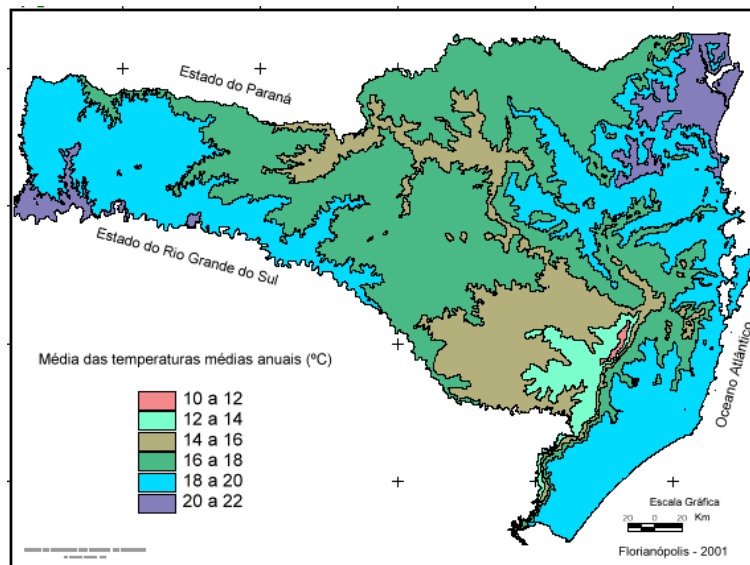 Estado do Paraná
Estado do Rio Grande do Sul
Oceano Atlântico
Média das temperaturas médias anuais (ºC)
10 a 12
12 a 14
14 a 16
16 a 18
18 a 20
20 a 22
Escala Gráfica
20 0 20
Km
Florianópolis - 2001